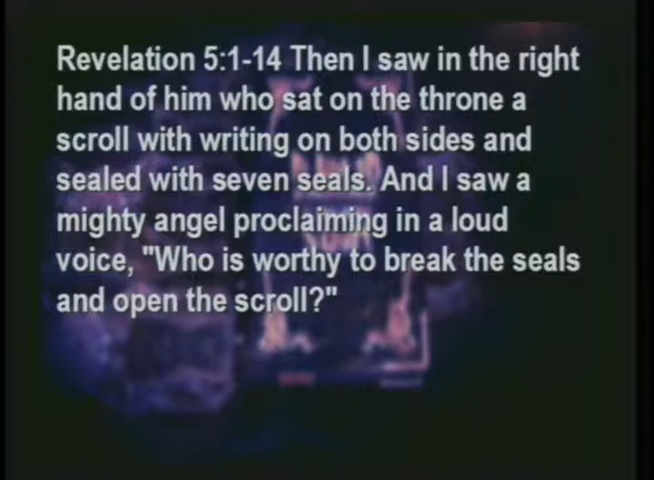 Revelation 5:1-14 Then I saw in the right
hand of him who sat on the throne a
scroll with writing on both sides and
sealed with seven seals. And I saw a
mighty angel proclaiming in a loud
voice, "Who is worthy to break the seals
and open the scroll?"